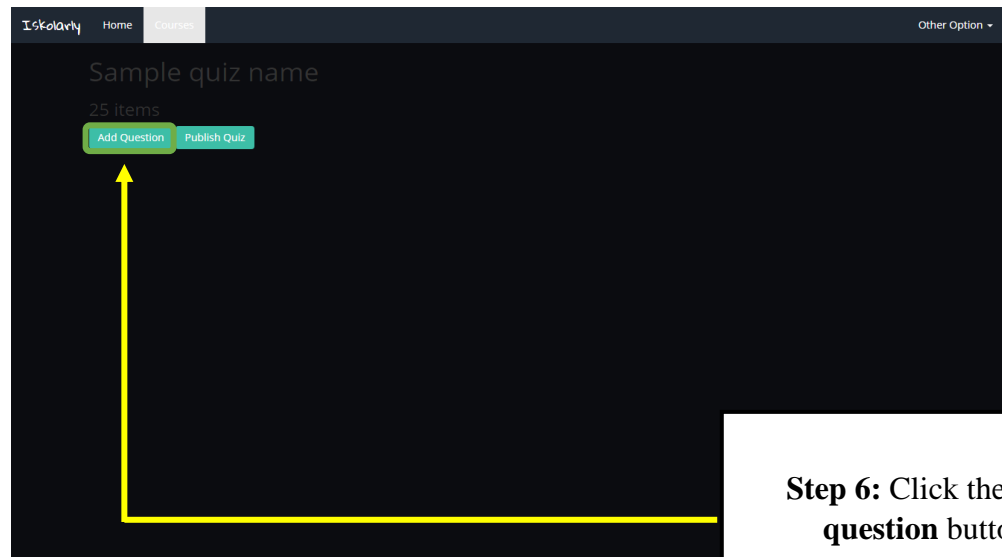 Iskolarly Home Courses Other Option
Sample quiz name
25 items
Add Question Publish Quiz
Step 6: Click the
question